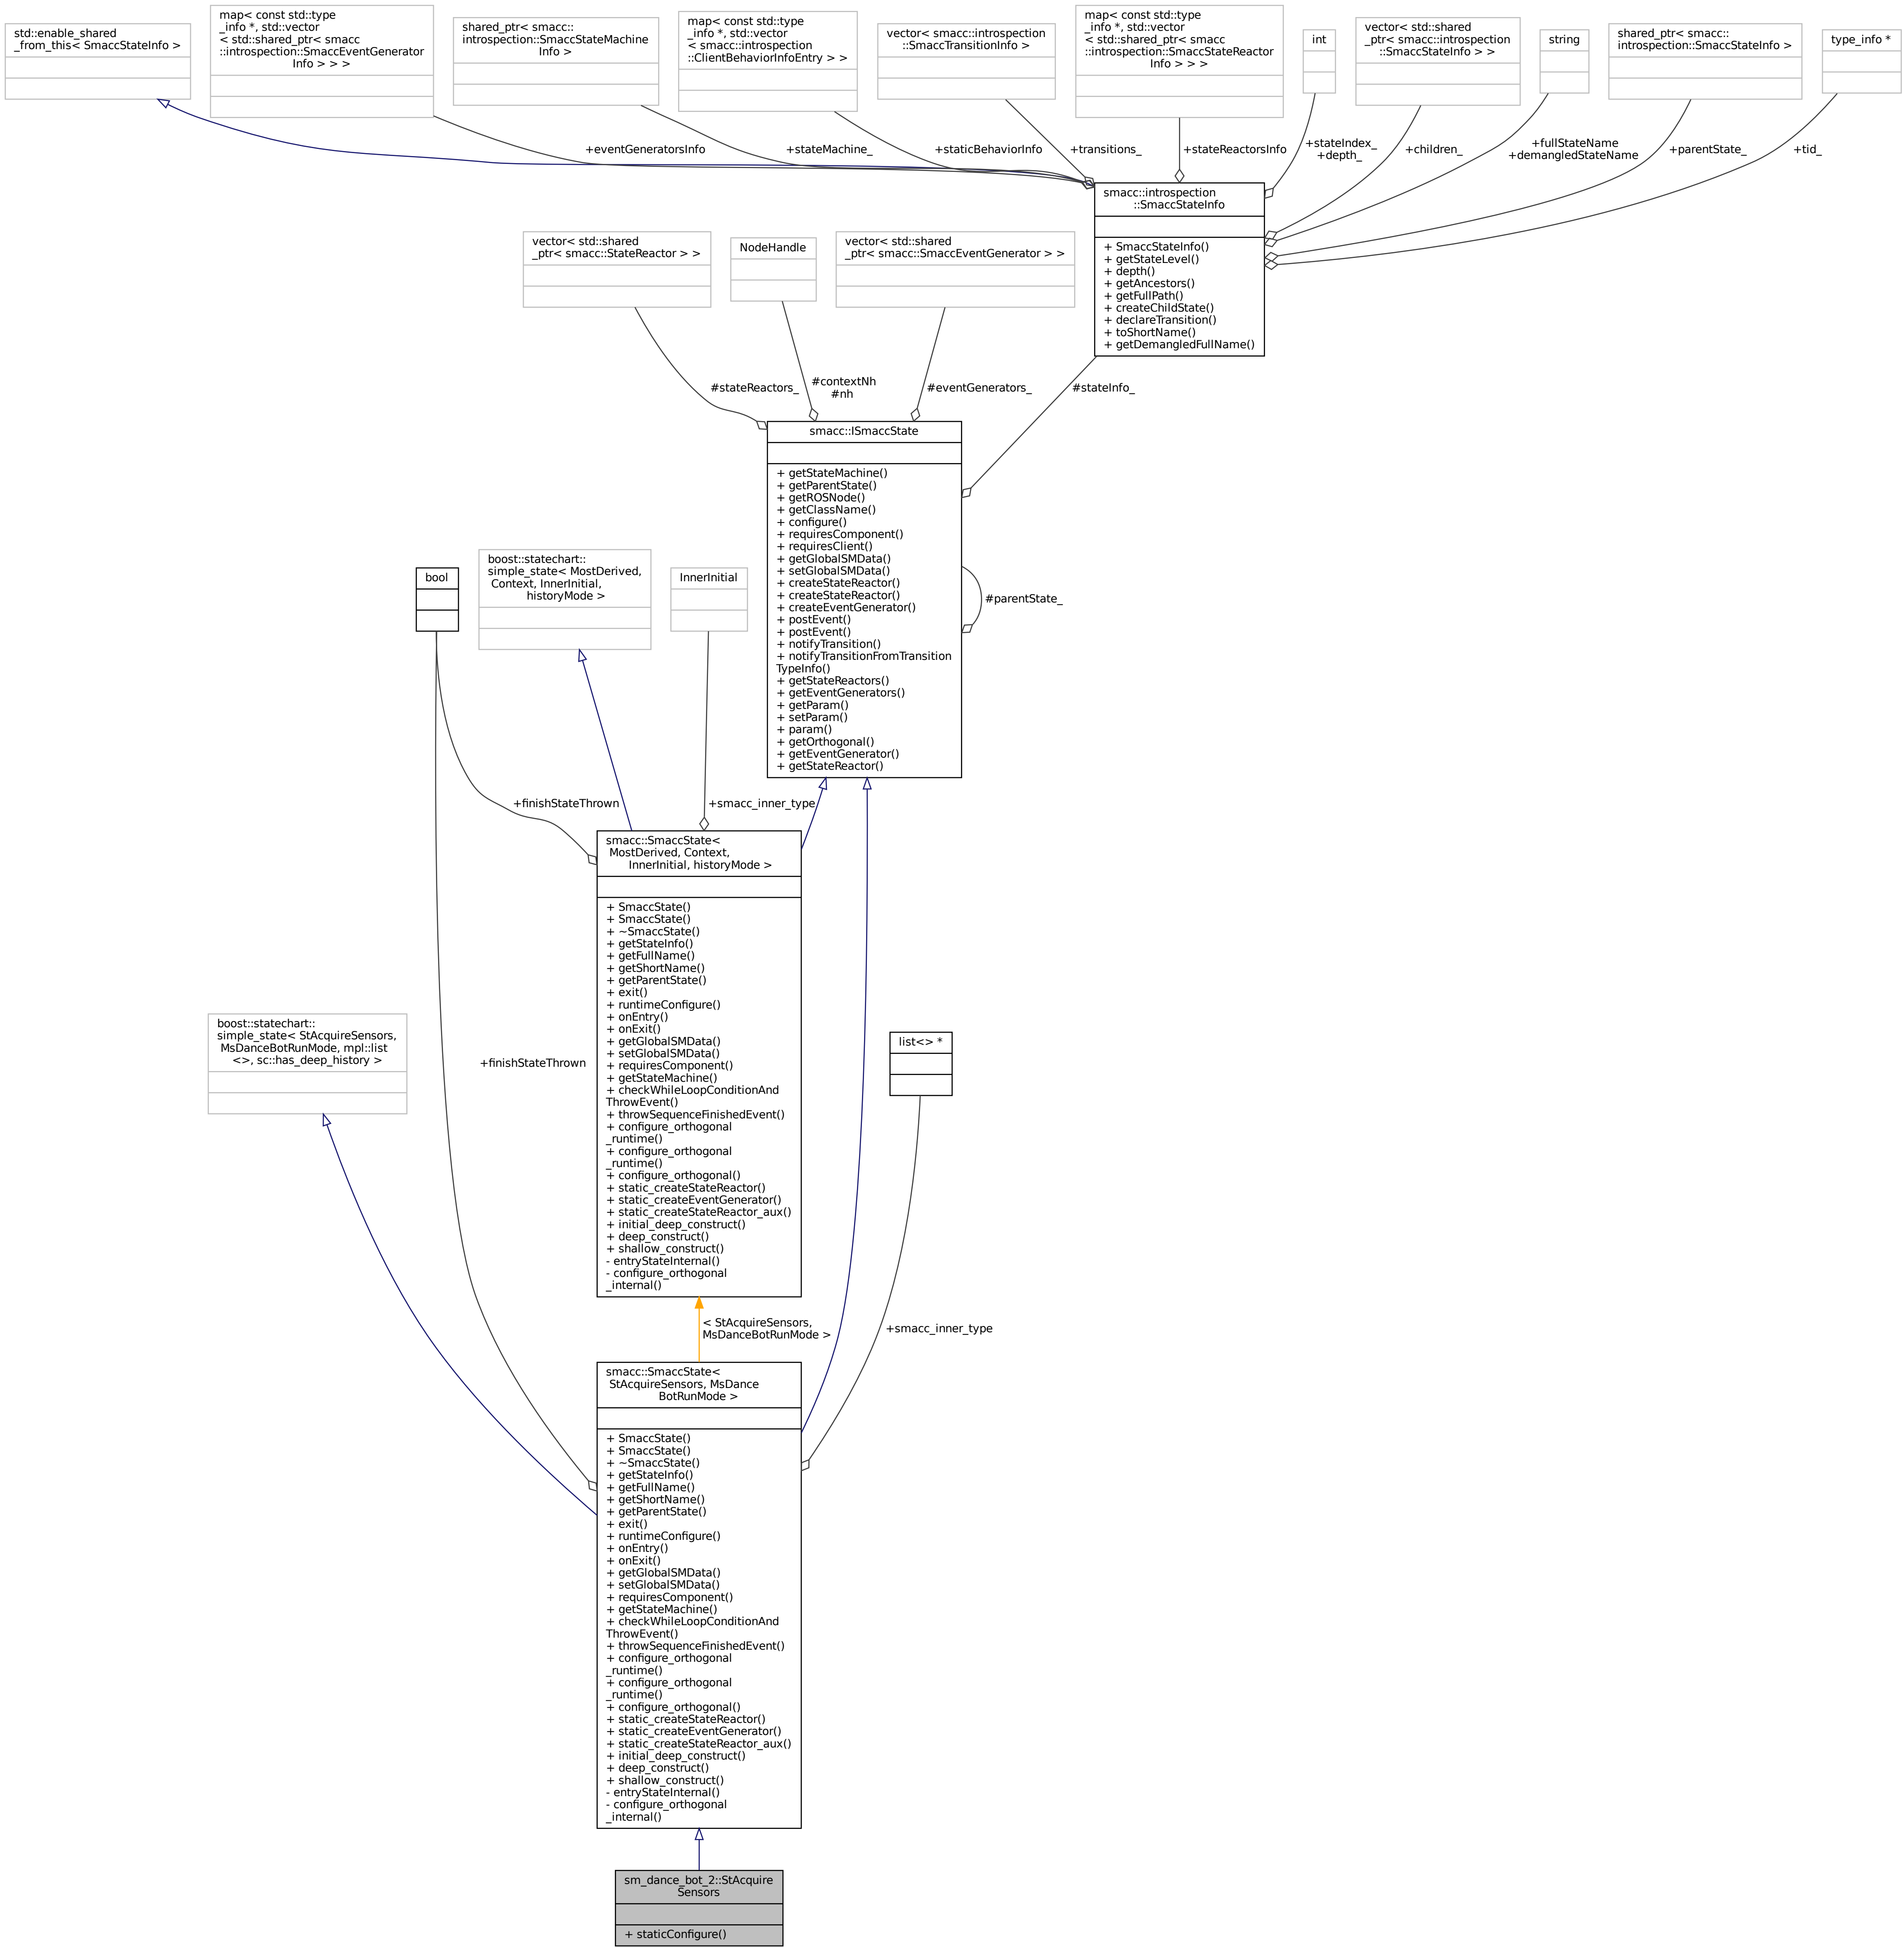 std::enable_shared
_from_this< SmaccStateInfo >
map< const std::type
_info *, std::vector
< std::shared_ptr< smacc
::introspection::SmaccEventGenerator
Info > > >
shared_ptr< smacc::
introspection::SmaccStateMachine
Info >
map< const std::type
_info *, std::vector
< smacc::introspection
::ClientBehaviorInfoEntry > >
vector< smacc::introspection
::SmaccTransitionInfo >
map< const std::type
_info *, std::vector
< std::shared_ptr< smacc
::introspection::SmaccStateReactor
Info > > >
int
vector< std::shared
_ptr< smacc::introspection
::SmaccStateInfo > >
string
shared_ptr< smacc::
introspection::SmaccStateInfo >
type_info *
+eventGeneratorsInfo
+stateMachine_
+staticBehaviorInfo
+transitions_
+stateReactorsInfo
+stateIndex_
+depth_
+children_
+fullStateName
+demangledStateName
+parentState_
+tid_
smacc::introspection
::SmaccStateInfo
+ SmaccStateInfo()
+ getStateLevel()
+ depth()
+ getAncestors()
+ getFullPath()
+ createChildState()
+ declareTransition()
+ toShortName()
+ getDemangledFullName()
vector< std::shared
_ptr< smacc::StateReactor > >
NodeHandle
vector< std::shared
_ptr< smacc::SmaccEventGenerator > >
#stateReactors_
#contextNh
#nh
#eventGenerators_
#stateInfo_
smacc::ISmaccState
+ getStateMachine()
+ getParentState()
+ getROSNode()
+ getClassName()
+ configure()
+ requiresComponent()
+ requiresClient()
+ getGlobalSMData()
+ setGlobalSMData()
+ createStateReactor()
+ createStateReactor()
+ createEventGenerator()
+ postEvent()
+ postEvent()
+ notifyTransition()
+ notifyTransitionFromTransition
TypeInfo()
+ getStateReactors()
+ getEventGenerators()
+ getParam()
+ setParam()
+ param()
+ getOrthogonal()
+ getEventGenerator()
+ getStateReactor()
#parentState_
bool
boost::statechart::
simple_state< MostDerived,
Context, InnerInitial,
historyMode >
InnerInitial
+finishStateThrown
+smacc_inner_type
smacc::SmaccState<
MostDerived, Context,
InnerInitial, historyMode >
+ SmaccState()
+ SmaccState()
+ ~SmaccState()
+ getStateInfo()
+ getFullName()
+ getShortName()
+ getParentState()
+ exit()
+ runtimeConfigure()
+ onEntry()
+ onExit()
+ getGlobalSMData()
+ setGlobalSMData()
+ requiresComponent()
+ getStateMachine()
+ checkWhileLoopConditionAnd
ThrowEvent()
+ throwSequenceFinishedEvent()
+ configure_orthogonal
_runtime()
+ configure_orthogonal
_runtime()
+ configure_orthogonal()
+ static_createStateReactor()
+ static_createEventGenerator()
+ static_createStateReactor_aux()
+ initial_deep_construct()
+ deep_construct()
+ shallow_construct()
- entryStateInternal()
- configure_orthogonal
_internal()
boost::statechart::
simple_state< StAcquireSensors,
MsDanceBotRunMode, mpl::list
<>, sc::has_deep_history >
+finishStateThrown
list<> *
< StAcquireSensors,
MsDanceBotRunMode >
+smacc_inner_type
smacc::SmaccState<
StAcquireSensors, MsDance
BotRunMode >
+ SmaccState()
+ SmaccState()
+ ~SmaccState()
+ getStateInfo()
+ getFullName()
+ getShortName()
+ getParentState()
+ exit()
+ runtimeConfigure()
+ onEntry()
+ onExit()
+ getGlobalSMData()
+ setGlobalSMData()
+ requiresComponent()
+ getStateMachine()
+ checkWhileLoopConditionAnd
ThrowEvent()
+ throwSequenceFinishedEvent()
+ configure_orthogonal
_runtime()
+ configure_orthogonal
_runtime()
+ configure_orthogonal()
+ static_createStateReactor()
+ static_createEventGenerator()
+ static_createStateReactor_aux()
+ initial_deep_construct()
+ deep_construct()
+ shallow_construct()
- entryStateInternal()
- configure_orthogonal
_internal()
sm_dance_bot_2::StAcquire
Sensors
+ staticConfigure()